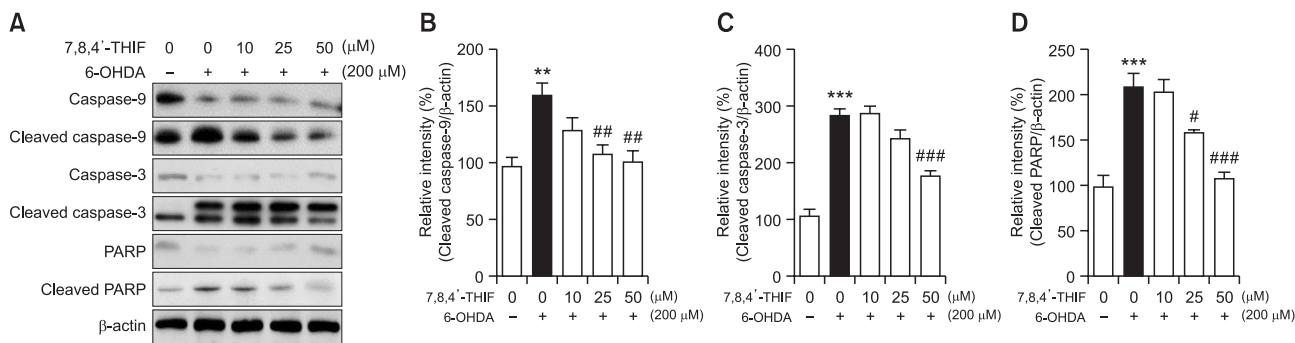 A
7,8,4'-THIF 0 0 10 25 50 (μM)
6-OHDA – + + + + (200 μM)
Caspase-9
Cleaved caspase-9
Caspase-3
Cleaved caspase-3
PARP
Cleaved PARP
β-actin
B
Relative intensity (%)
(Cleaved caspase-9/β-actin)
200
150
100
50
0
**
##
##
7,8,4'-THIF 0 0 10 25 50 (μM)
6-OHDA – + + + + (200 μM)
C
Relative intensity (%)
(Cleaved caspase-3/β-actin)
400
300
200
100
0
***
###
7,8,4'-THIF 0 0 10 25 50 (μM)
6-OHDA – + + + + (200 μM)
D
Relative intensity (%)
(Cleaved PARP/β-actin)
250
200
150
100
50
0
***
#
###
7,8,4'-THIF 0 0 10 25 50 (μM)
6-OHDA – + + + + (200 μM)